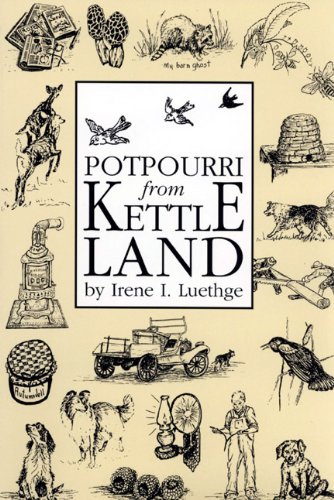 My barn ghost
POTPOURRI
from
KETTLE
LAND
by Irene I. Luethge